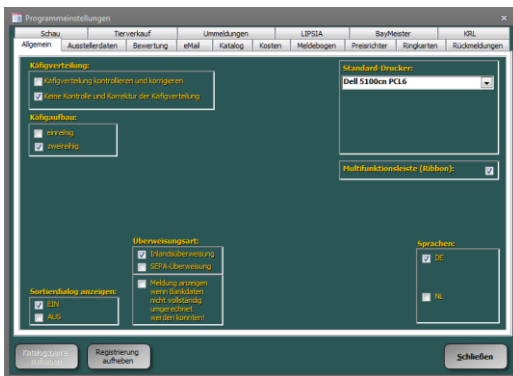 Programmeinstellungen
Schau Tierverkauf Ummeldungen LIPSIA BayMeister KRL
Allgemein Ausstellerdaten Bewertung eMail Katalog Kosten Meldebogen Preisrichter Ringkarten Rückmeldungen
Käfigverteilung:
Käfigverteilung kontrollieren und korrigieren
Keine Kontrolle und Korrektur der Käfigverteilung
Käfigaufbau:
einreihig
zweireihig
Standard-Drucker:
Dell 5100cn PCL6
Multifunktionsleiste (Ribbon):
Überweisungsart:
Inlandsüberweisung
SEPA-Überweisung
Meldung anzeigen
wenn Bankdaten
nicht vollständig
umgerechnet
werden konnten!
Sortierdialog anzeigen:
EIN
AUS
Sprachen:
DE
NL
Katalogsperre
aufheben
Registrierung
aufheben
Schließen